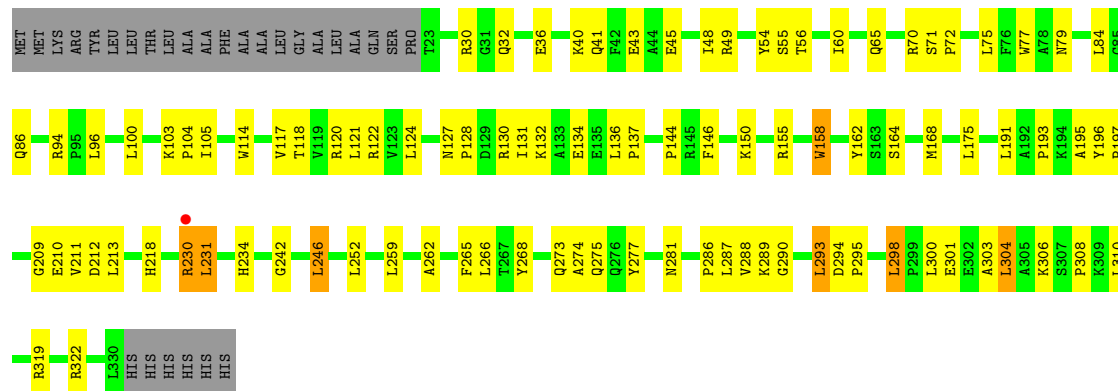 MET MET LYS ARG TYR LEU LEU THR LEU ALA ALA PHE ALA ALA LEU GLY ALA LEU ALA GLN SER PRO T23 R30 G31 Q32 E36 K40 Q41 F42 E43 A44 E45 I48 R49 Y54 S55 T56 I60 Q65 R70 S71 P72 L75 F76 W77 A78 N79 L84
Q86 R94 P95 L96 L100 K103 P104 I105 W114 V117 T118 V119 R120 L121 R122 V123 L124 N127 P128 D129 R130 I131 K132 A133 E134 E135 L136 P137 P144 R145 F146 K150 R155 W158 Y162 S163 S164 M168 L175 L191 A192 P193 K194 A195 Y196
G209 E210 V211 D212 L213 H218 R230 L231 H234 G242 L246 L252 L259 A262 F265 L266 T267 Y268 Q273 A274 Q275 Q276 Y277 N281 P286 L287 V288 K289 G290 L293 D294 P295 L298 P299 L300 E301 E302 A303 L304 A305 K306 S307 P308 K309
R319 R322 L330 HIS HIS HIS HIS HIS HIS